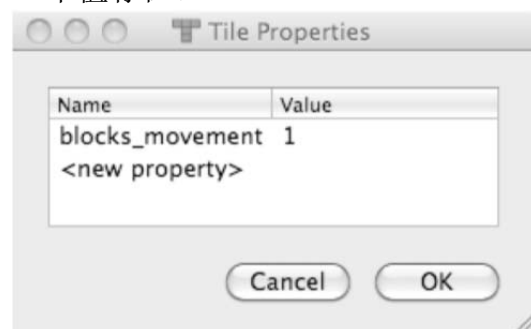 Tile Properties
Name Value
blocks_movement 1
<new property>
Cancel OK